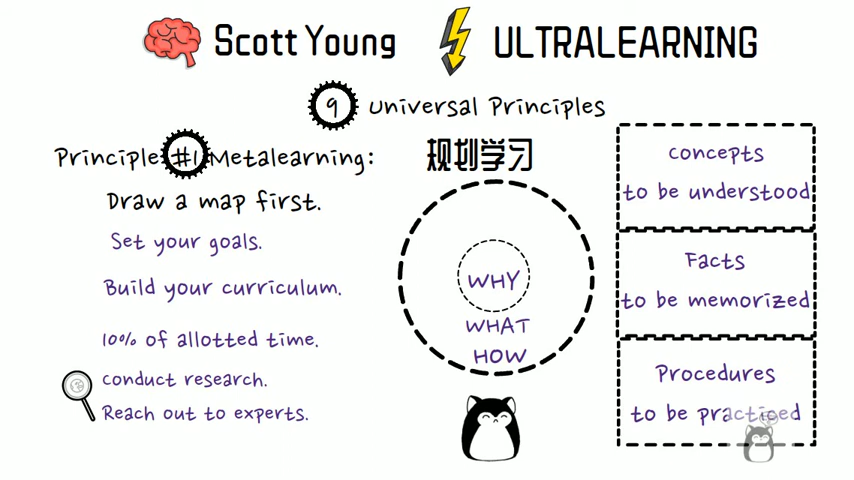 Scott Young
ULTRALEARNING
9 Universal Principles
Principle #1 Metalearning:
规划学习
Draw a map first.
Set your goals.
Build your curriculum.
10% of allotted time.
conduct research.
Reach out to experts.
WHY
WHAT
HOW
concepts
to be understood
Facts
to be memorized
Procedures
to be practiced